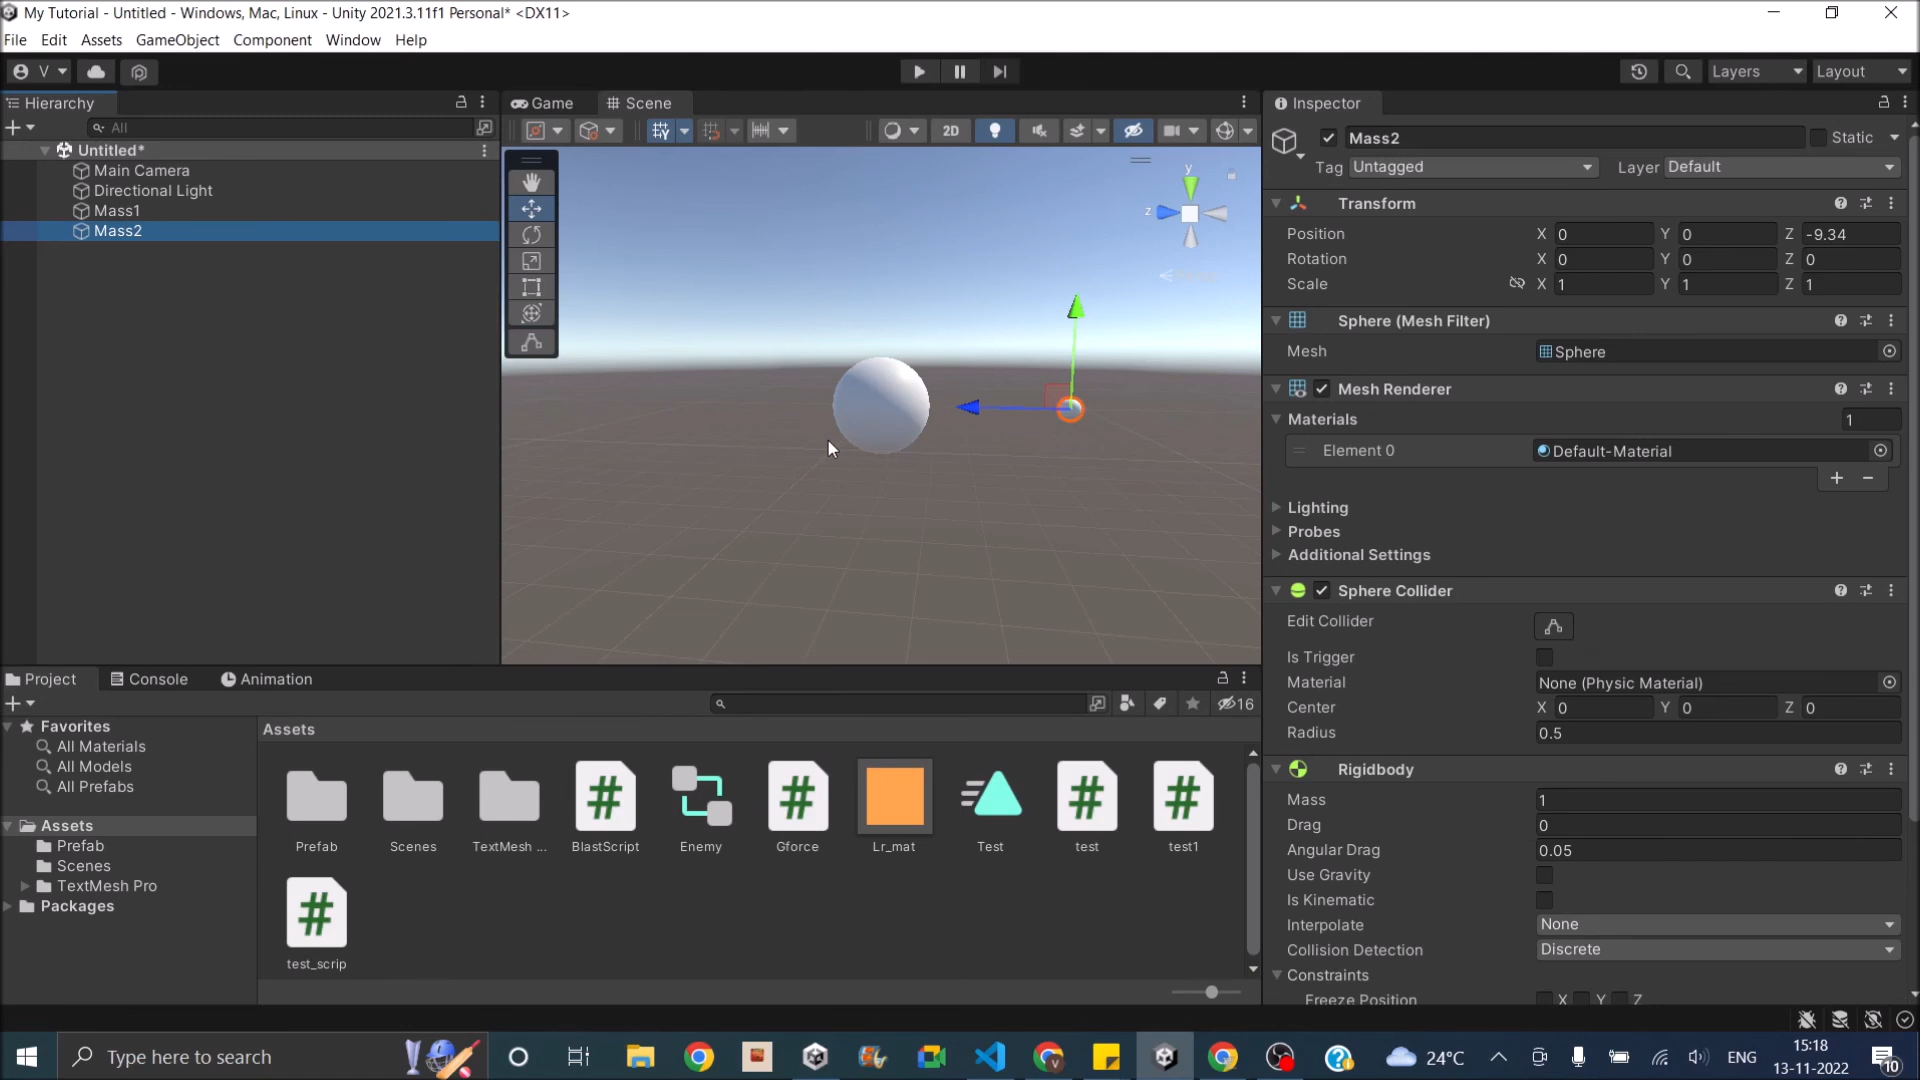 My Tutorial - Untitled - Windows, Mac, Linux - Unity 2021.3.11f1 Personal* <DX11>
File Edit Assets GameObject Component Window Help
V
Layers
Layout
Hierarchy
All
Untitled*
Main Camera
Directional Light
Mass1
Mass2
Game
Scene
2D
y
z
Inspector
Mass2
Static
Tag Untagged
Layer Default
Transform
Position X 0 Y 0 Z -9.34
Rotation X 0 Y 0 Z 0
Scale X 1 Y 1 Z 1
Sphere (Mesh Filter)
Mesh Sphere
Mesh Renderer
Materials 1
Element 0 Default-Material
Lighting
Probes
Additional Settings
Sphere Collider
Edit Collider
Is Trigger
Material None (Physic Material)
Center X 0 Y 0 Z 0
Radius 0.5
Rigidbody
Mass 1
Drag 0
Angular Drag 0.05
Use Gravity
Is Kinematic
Interpolate None
Collision Detection Discrete
Constraints
Freeze Position X Y Z
Project
Console
Animation
16
Favorites
All Materials
All Models
All Prefabs
Assets
Prefab
Scenes
TextMesh Pro
Packages
Assets
Prefab
Scenes
TextMesh ...
BlastScript
Enemy
Gforce
Lr_mat
Test
test
test1
test_scrip
Type here to search
24°C
ENG
15:18
13-11-2022
10